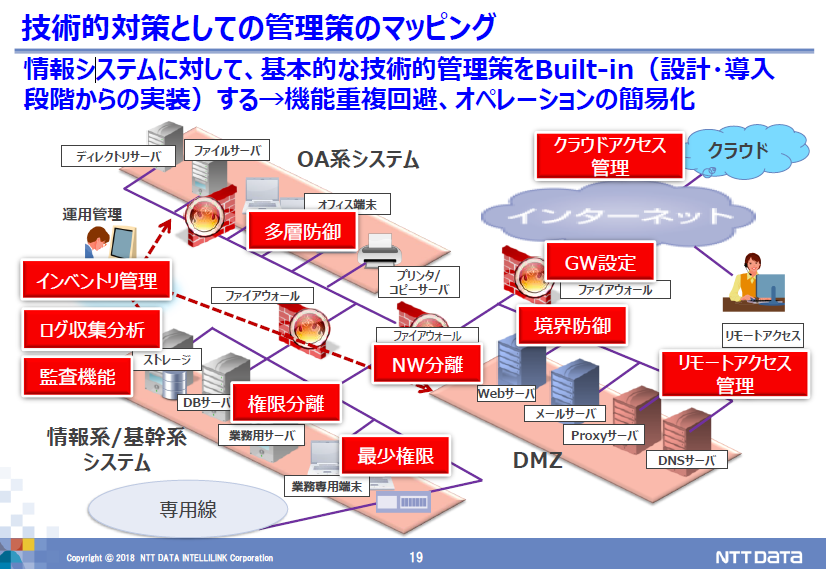 技術的対策としての管理策のマッピング
情報システムに対して、基本的な技術的管理策をBuilt-in（設計・導入
段階からの実装）する→機能重複回避、オペレーションの簡易化
ディレクトリサーバ
ファイルサーバ
OA系システム
クラウドアクセス
管理
クラウド
オフィス端末
運用管理
多層防御
インターネット
インベントリ管理
プリンタ/
コピーサーバ
GW設定
ファイアウォール
ファイアウォール
ログ収集分析
ファイアウォール
境界防御
リモートアクセス
ストレージ
NW分離
リモートアクセス
管理
監査機能
DBサーバ
権限分離
Webサーバ
メールサーバ
情報系/基幹系
システム
業務用サーバ
Proxyサーバ
最少権限
DMZ
DNSサーバ
業務専用端末
専用線
Copyright © 2018 NTT DATA INTELLILINK Corporation
19
NTT DATA